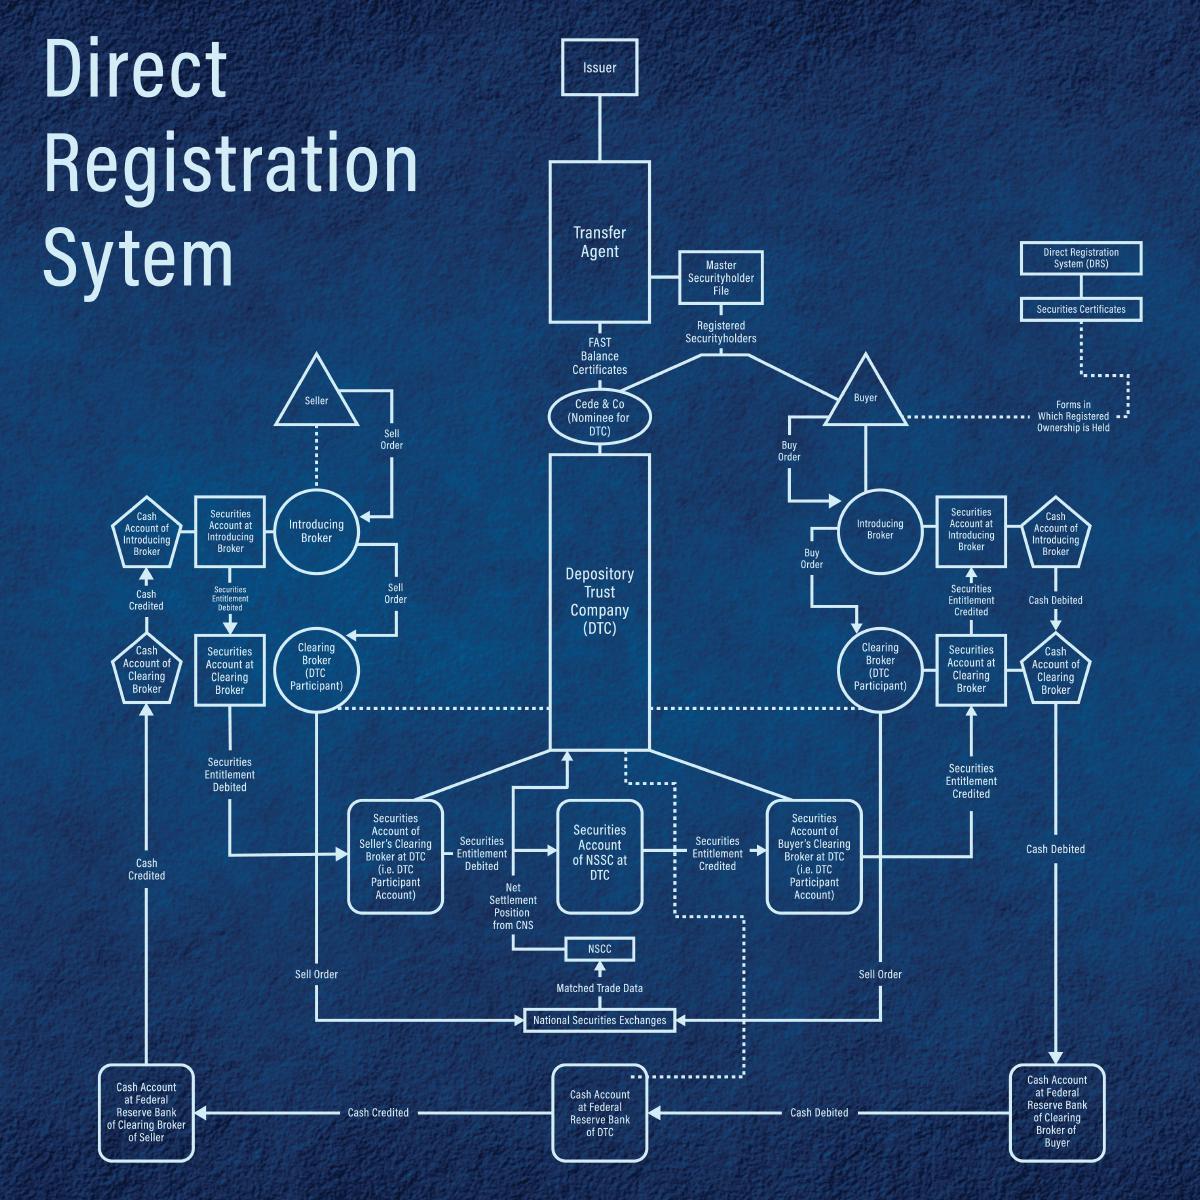 Direct
Registration
Sytem
Issuer
Transfer
Agent
Master
Securityholder
File
Registered
Securityholders
Direct Registration
System (DRS)
Securities Certificates
Forms in
Which Registered
Ownership is Held
FAST
Balance
Certificates
Cede & Co
(Nominee for
DTC)
Seller
Sell
Order
Buyer
Buy
Order
Cash
Account of
Introducing
Broker
Securities
Account at
Introducing
Broker
Introducing
Broker
Introducing
Broker
Securities
Account at
Introducing
Broker
Cash
Account of
Introducing
Broker
Cash
Credited
Securities
Entitlement
Debited
Sell
Order
Depository
Trust
Company
(DTC)
Buy
Order
Securities
Entitlement
Credited
Cash Debited
Cash
Account of
Clearing
Broker
Securities
Account at
Clearing
Broker
Clearing
Broker
(DTC
Participant)
Clearing
Broker
(DTC
Participant)
Securities
Account at
Clearing
Broker
Cash
Account of
Clearing
Broker
Securities
Entitlement
Debited
Securities
Entitlement
Credited
Cash
Credited
Securities
Account of
Seller's Clearing
Broker at DTC
(i.e. DTC
Participant
Account)
Securities
Entitlement
Debited
Securities
Account
of NSSC at
DTC
Securities
Entitlement
Credited
Securities
Account of
Buyer's Clearing
Broker at DTC
(i.e. DTC
Participant
Account)
Cash Debited
Net
Settlement
Position
from CNS
NSCC
Matched Trade Data
Sell Order
Sell Order
National Securities Exchanges
Cash Account
at Federal
Reserve Bank
of Clearing Broker
of Seller
Cash Credited
Cash Account
at Federal
Reserve Bank
of DTC
Cash Debited
Cash Account
at Federal
Reserve Bank
of Clearing
Broker of
Buyer